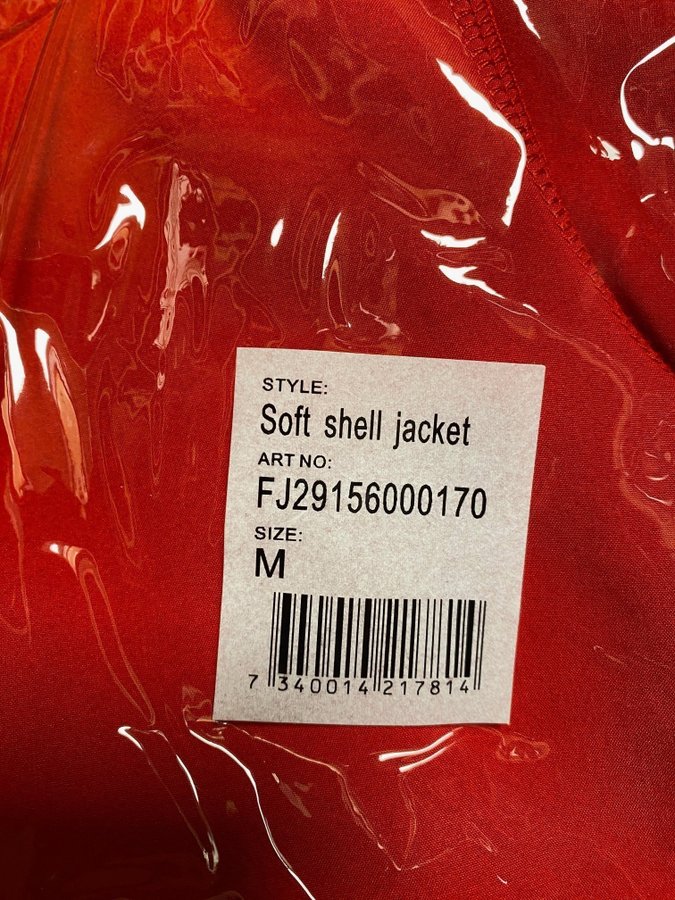 STYLE:
Soft shell jacket
ART NO:
FJ29156000170
SIZE:
M
7 340014 217814